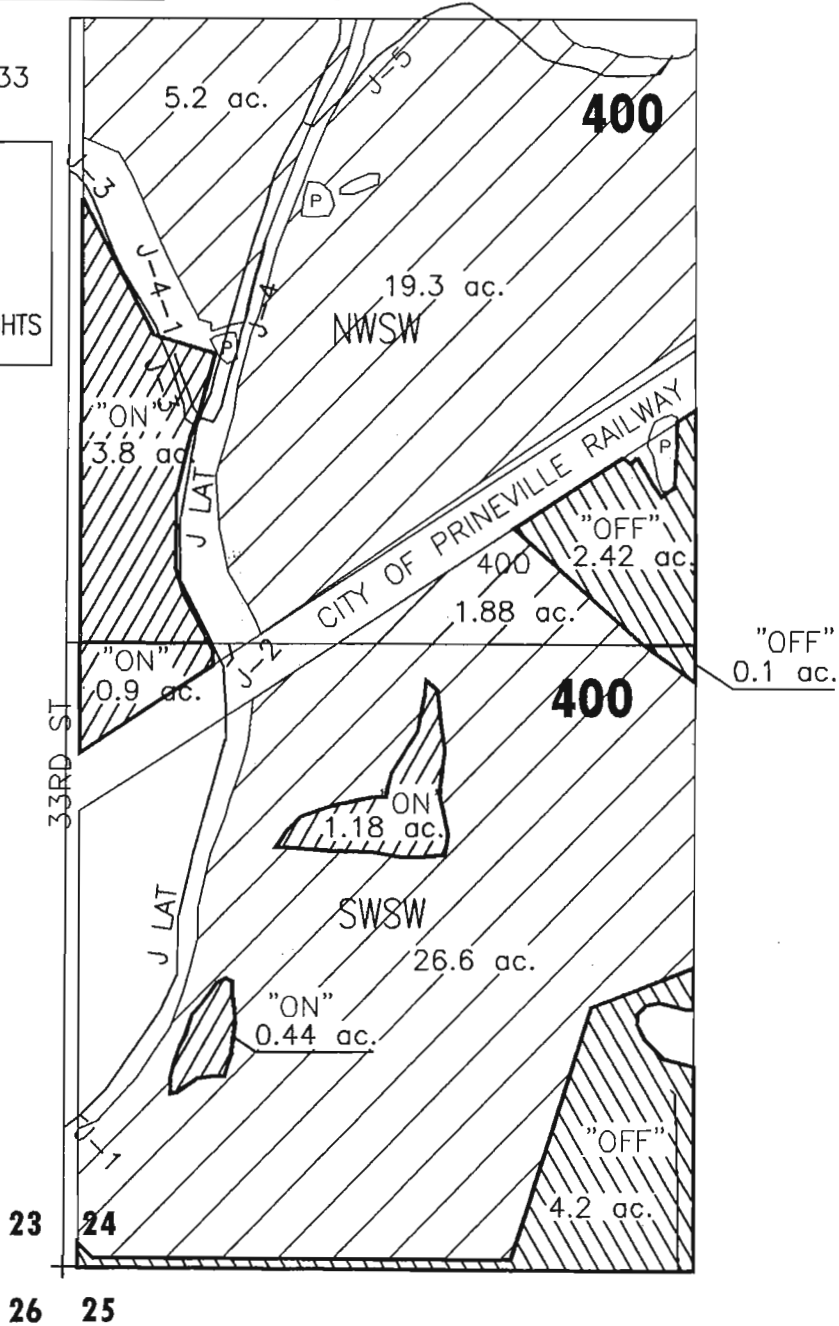 33
5.2 ac.
J-5
400
J-3
J-4-1
P
HTS
19.3 ac.
NWSW
J-4
P
J-3
"ON"
3.8 ac.
J LAT
CITY OF PRINEVILLE RAILWAY
P
"OFF"
2.42 ac.
400
1.88 ac.
"ON"
0.9 ac.
J-2
"OFF"
0.1 ac.
400
33RD ST
ON
1.18 ac.
SWSW
26.6 ac.
J LAT
"ON"
0.44 ac.
J-1
"OFF"
4.2 ac.
23 24
26 25